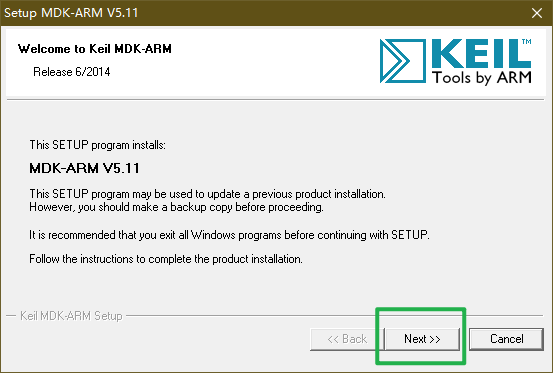 Setup MDK-ARM V5.11
Welcome to Keil MDK-ARM
Release 6/2014
KEIL™
Tools by ARM
This SETUP program installs:
MDK-ARM V5.11
This SETUP program may be used to update a previous product installation.
However, you should make a backup copy before proceeding.
It is recommended that you exit all Windows programs before continuing with SETUP.
Follow the instructions to complete the product installation.
Keil MDK-ARM Setup
<< Back
Next >>
Cancel